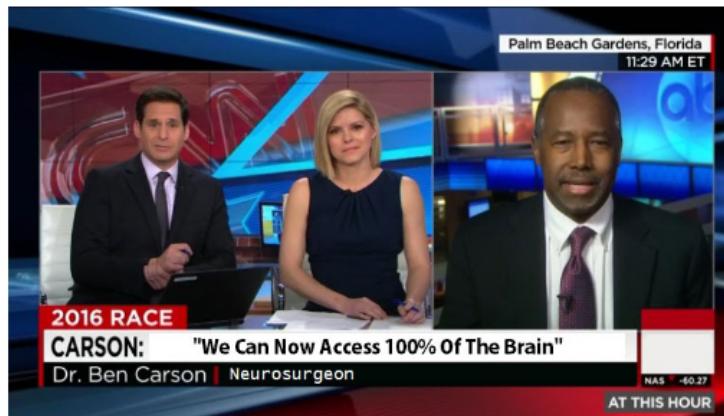 Palm Beach Gardens, Florida
11:29 AM ET
2016 RACE
CARSON: "We Can Now Access 100% Of The Brain"
Dr. Ben Carson | Neurosurgeon
NAS -60.27
AT THIS HOUR